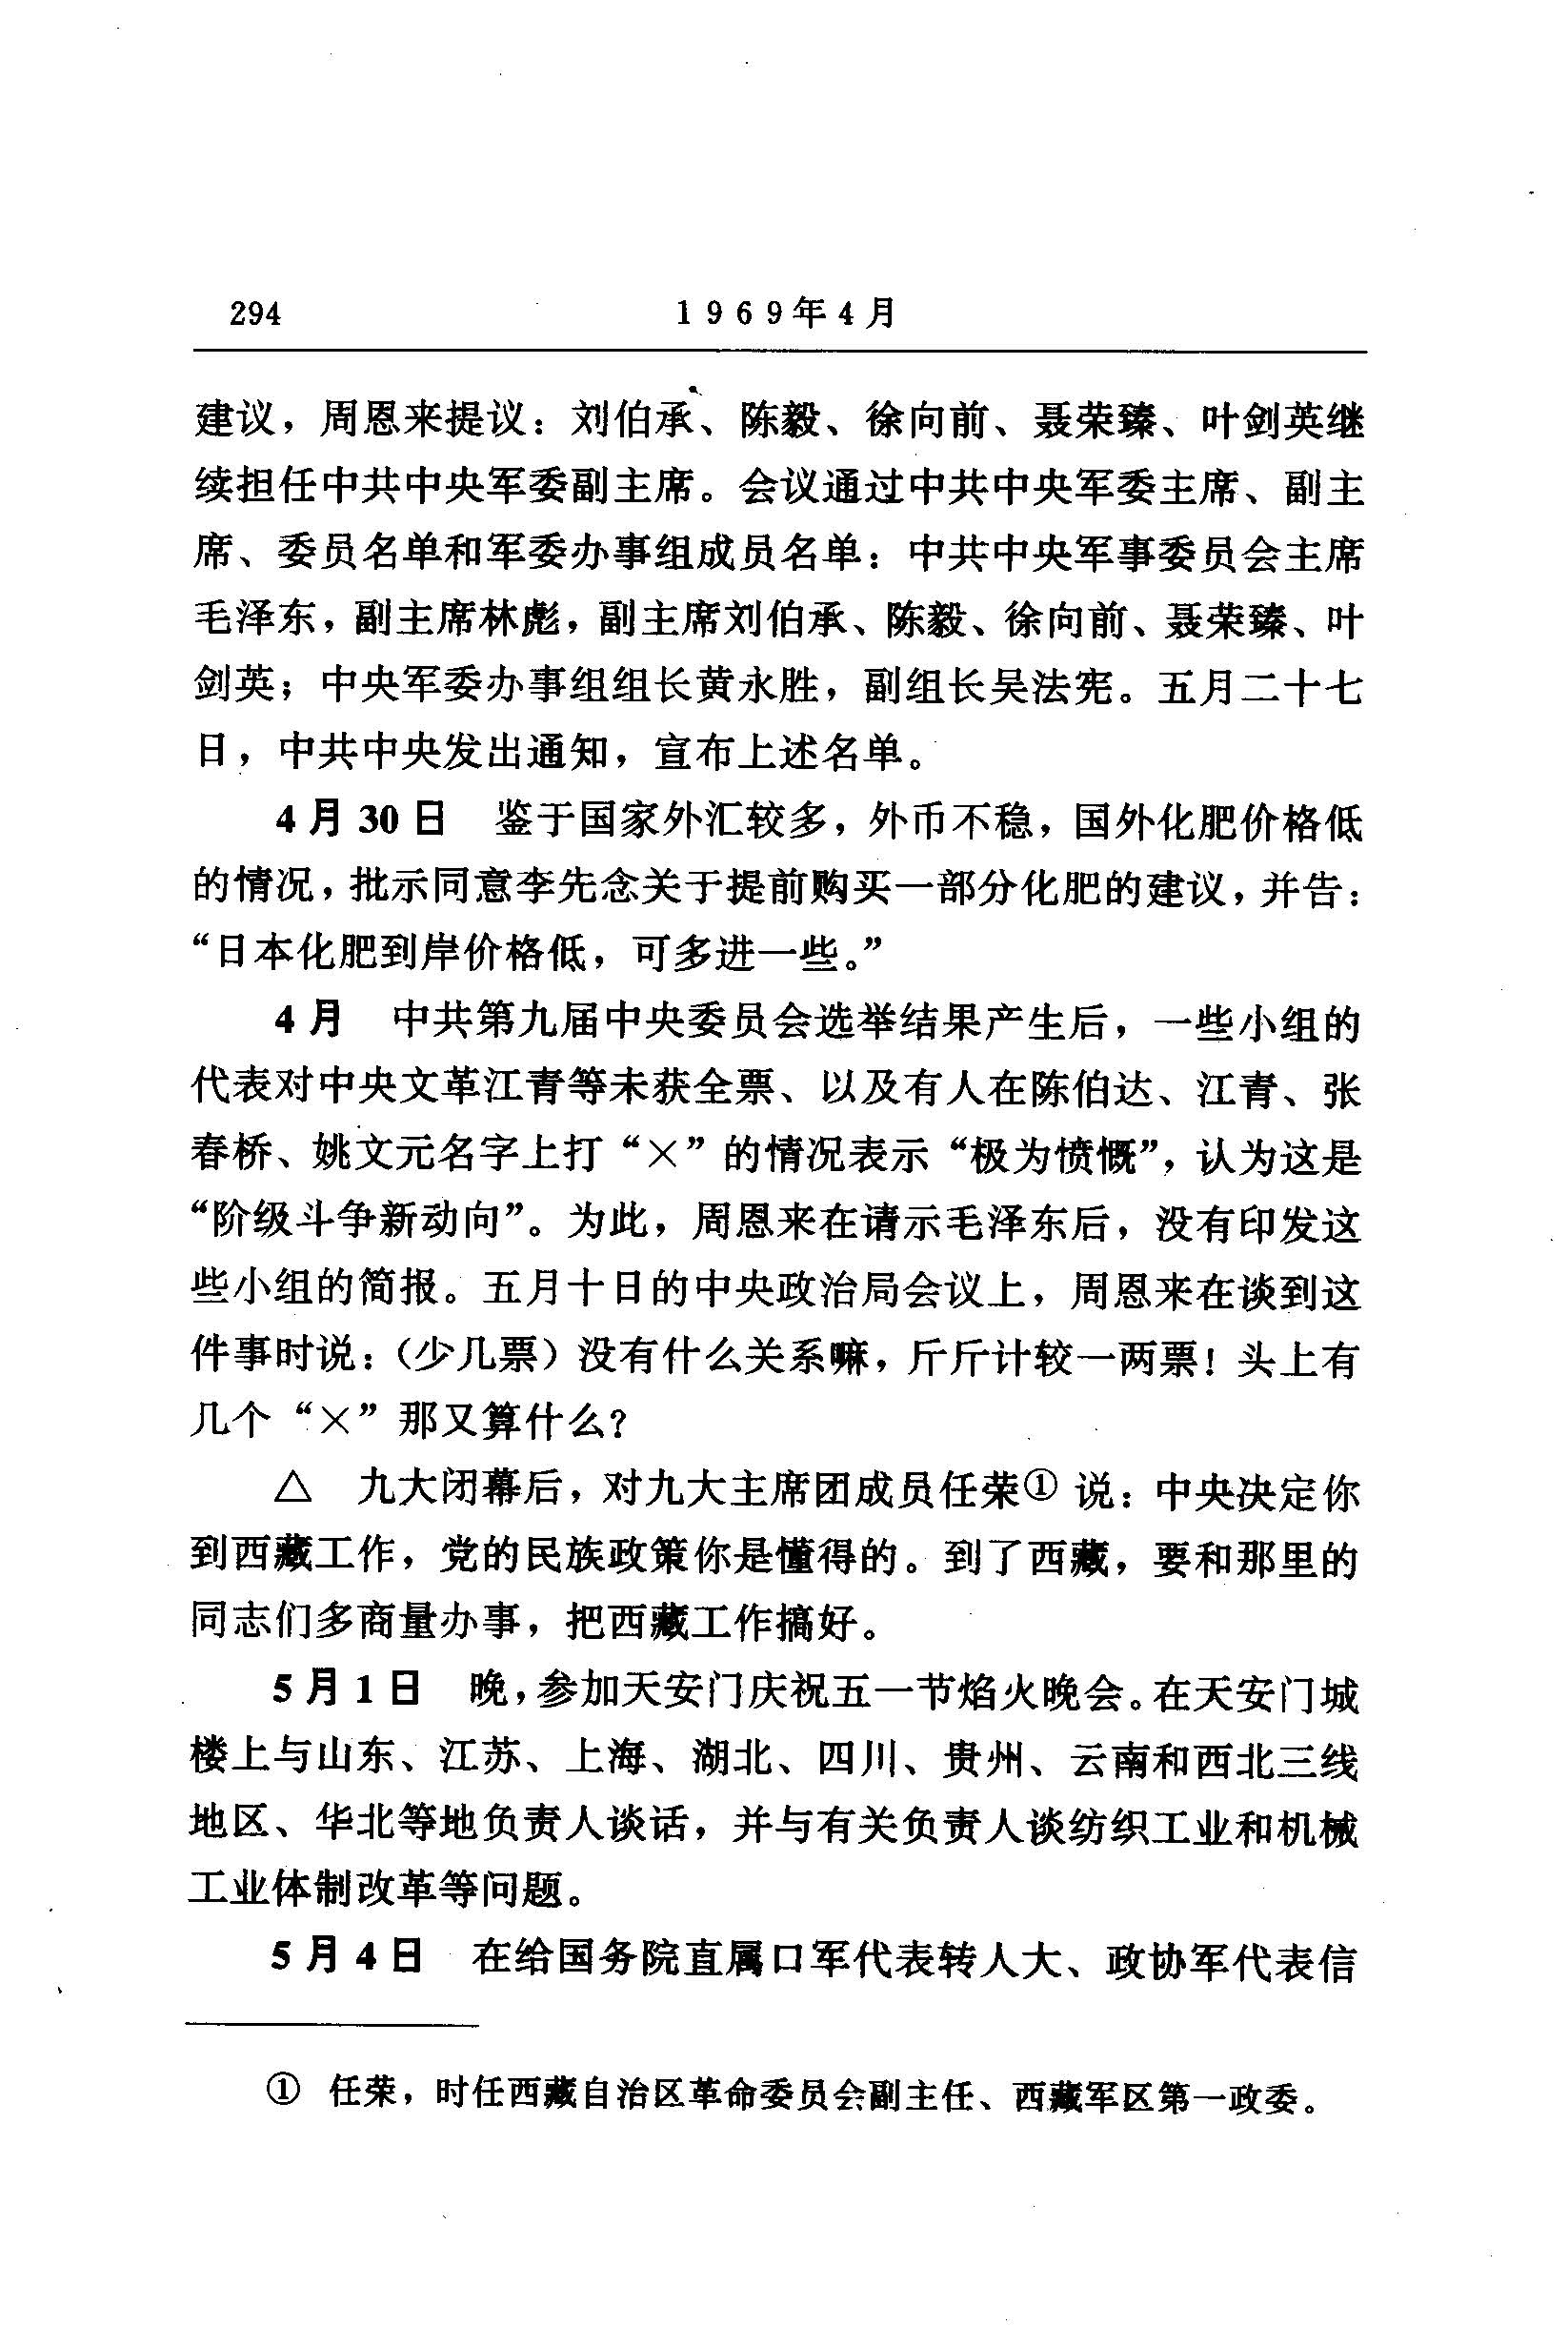 294
1969年4月
建议，周恩来提议：刘伯承、陈毅、徐向前、聂荣臻、叶剑英继
续担任中共中央军委副主席。会议通过中共中央军委主席、副主
席、委员名单和军委办事组成员名单：中共中央军事委员会主席
毛泽东，副主席林彪，副主席刘伯承、陈毅、徐向前、聂荣臻、叶
剑英；中央军委办事组组长黄永胜，副组长吴法宪。五月二十七
日，中共中央发出通知，宣布上述名单。
4月30日　鉴于国家外汇较多，外币不稳，国外化肥价格低
的情况，批示同意李先念关于提前购买一部分化肥的建议，并告：
“日本化肥到岸价格低，可多进一些。”
4月　中共第九届中央委员会选举结果产生后，一些小组的
代表对中央文革江青等未获全票、以及有人在陈伯达、江青、张
春桥、姚文元名字上打“×”的情况表示“极为愤慨”，认为这是
“阶级斗争新动向”。为此，周恩来在请示毛泽东后，没有印发这
些小组的简报。五月十日的中央政治局会议上，周恩来在谈到这
件事时说：（少几票）没有什么关系嘛，斤斤计较一两票！头上有
几个“×”那又算什么？
△　九大闭幕后，对九大主席团成员任荣①说：中央决定你
到西藏工作，党的民族政策你是懂得的。到了西藏，要和那里的
同志们多商量办事，把西藏工作搞好。
5月1日　晚，参加天安门庆祝五一节焰火晚会。在天安门城
楼上与山东、江苏、上海、湖北、四川、贵州、云南和西北三线
地区、华北等地负责人谈话，并与有关负责人谈纺织工业和机械
工业体制改革等问题。
5月4日　在给国务院直属口军代表转人大、政协军代表信
①　任荣，时任西藏自治区革命委员会副主任、西藏军区第一政委。